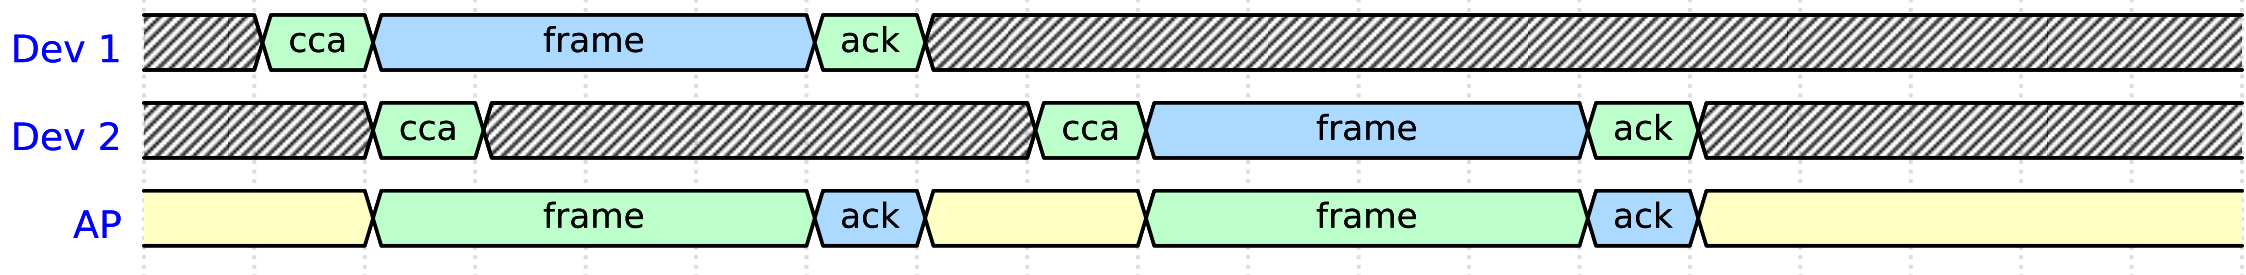 Dev 1 cca frame ack
Dev 2 cca cca frame ack
AP frame ack frame ack